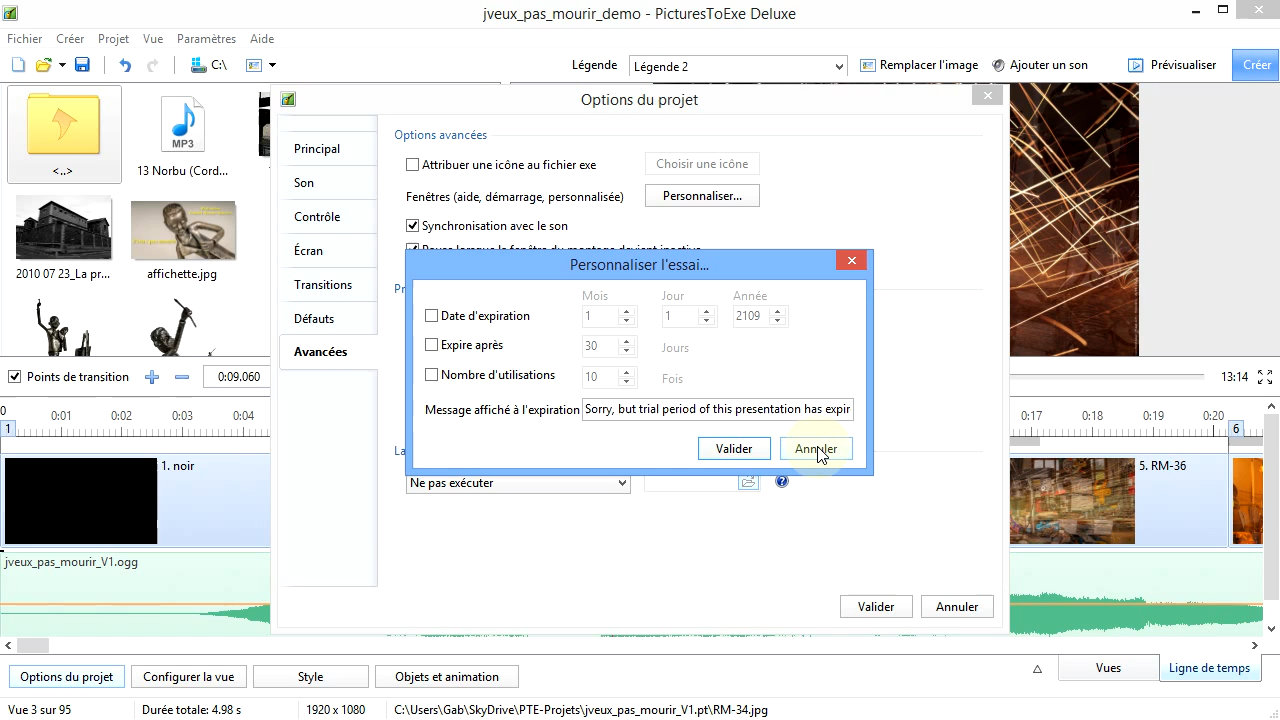 jveux_pas_mourir_demo - PicturesToExe Deluxe
Fichier Créer Projet Vue Paramètres Aide
C:\ Légende Légende 2 Remplacer l'image Ajouter un son Prévisualiser Créer
Options du projet
Options avancées
Principal
Attribuer une icône au fichier exe Choisir une icône
MP3
<..> 13 Norbu (Cord...
Son
Fenêtres (aide, démarrage, personnalisée) Personnaliser...
Contrôle
Synchronisation avec le son
Écran
Personnaliser l'essai...
2010 07 23_La pr... affichette.jpg
Transitions
Pr
Mois Jour Année
Date d'expiration 1 1 2109
Défauts
Expire après 30 Jours
Avancées
Nombre d'utilisations 10 Fois
Points de transition 0:09.060 13:14
Message affiché à l'expiration Sorry, but trial period of this presentation has expir
0 0:01 0:02 0:03 0:04 0:17 0:18 0:19 0:20
1 6
Valider Annuler
La
1. noir 5. RM-36
Ne pas exécuter
jveux_pas_mourir_V1.ogg
Valider Annuler
Options du projet Configurer la vue Style Objets et animation Vues Ligne de temps
Vue 3 sur 95 Durée totale: 4.98 s 1920 x 1080 C:\Users\Gab\SkyDrive\PTE-Projets\jveux_pas_mourir_V1.pt\RM-34.jpg